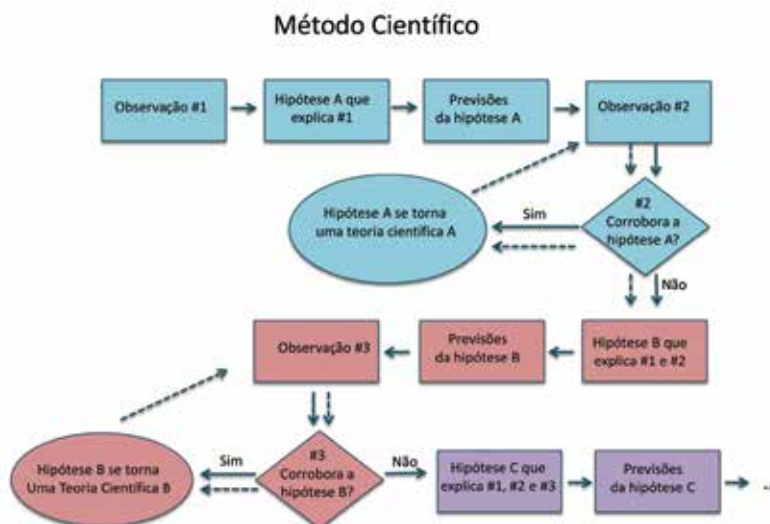 Método Científico
Observação #1
Hipótese A que
explica #1
Previsões
da hipótese A
Observação #2
#2
Corrobora a
hipótese A?
Sim
Hipótese A se torna
uma teoria científica A
Não
Hipótese B que
explica #1 e #2
Previsões
da hipótese B
Observação #3
#3
Corrobora a
hipótese B?
Sim
Hipótese B se torna
Uma Teoria Científica B
Não
Hipótese C que
explica #1, #2 e #3
Previsões
da hipótese C
...